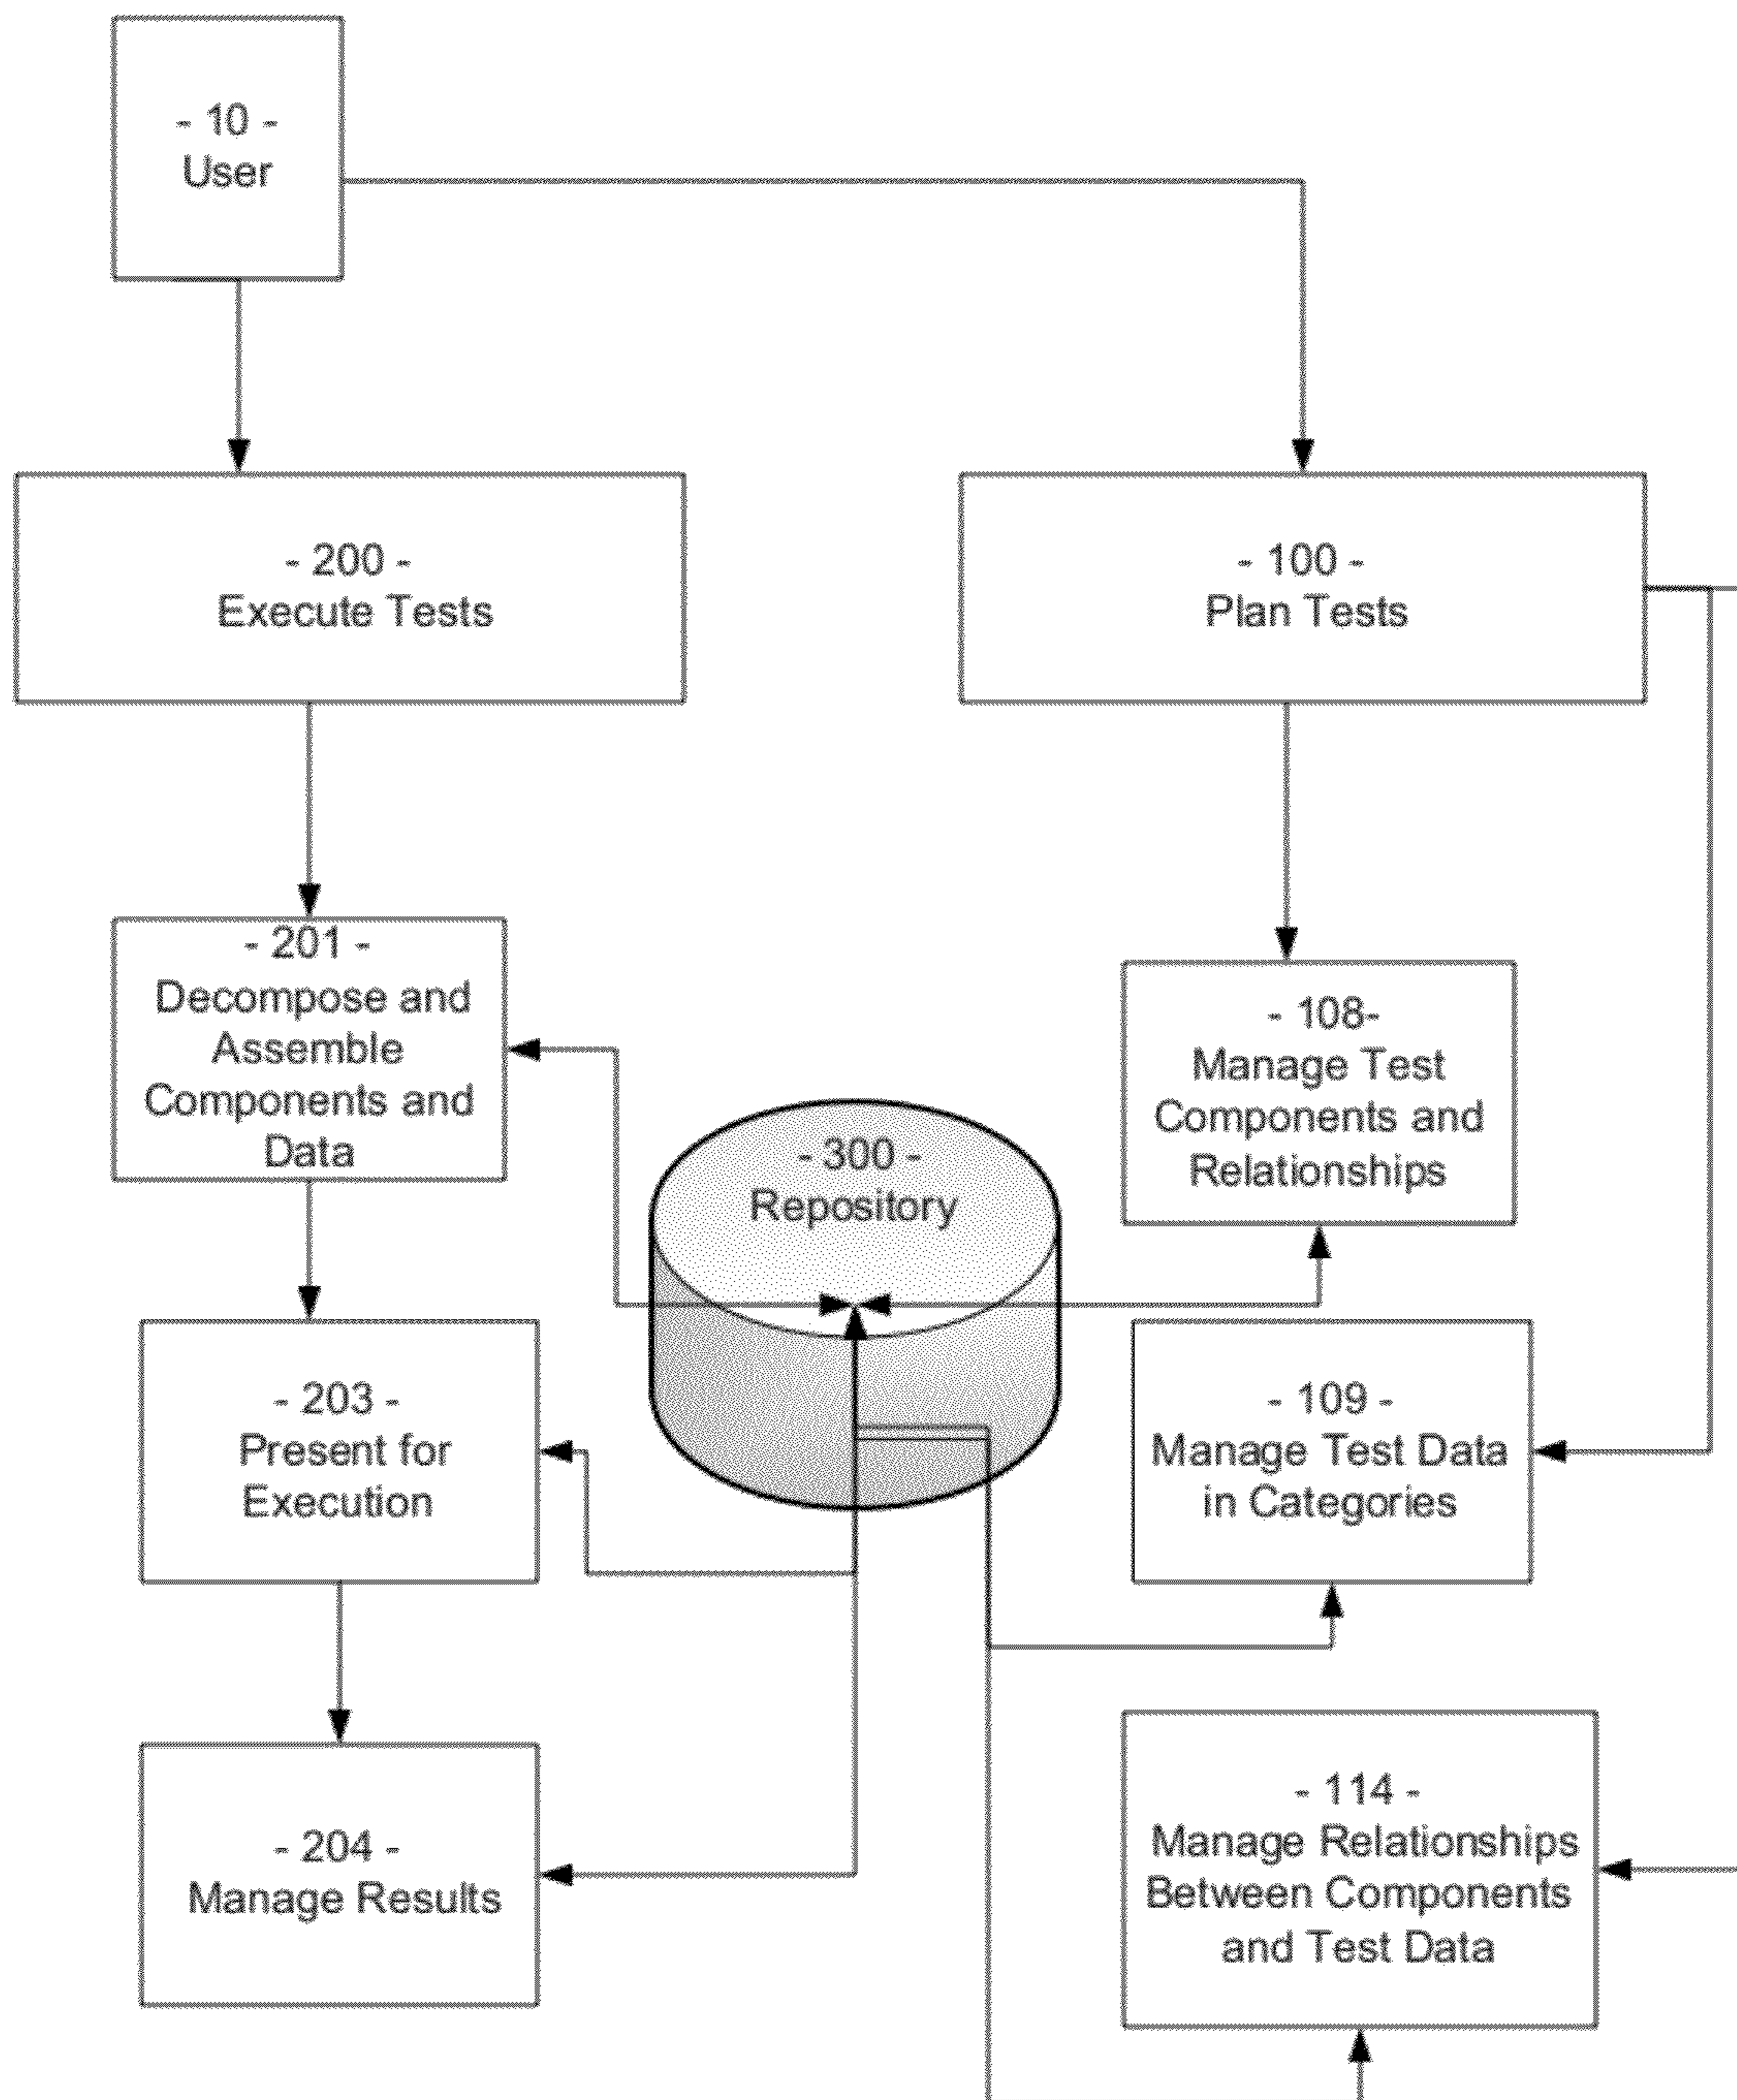 - 10 -
User
- 200 -
Execute Tests
- 100 -
Plan Tests
- 201 -
Decompose and
Assemble
Components and
Data
- 108-
Manage Test
Components and
Relationships
- 300 -
Repository
- 203 -
Present for
Execution
- 109 -
Manage Test Data
in Categories
- 204 -
Manage Results
- 114 -
Manage Relationships
Between Components
and Test Data